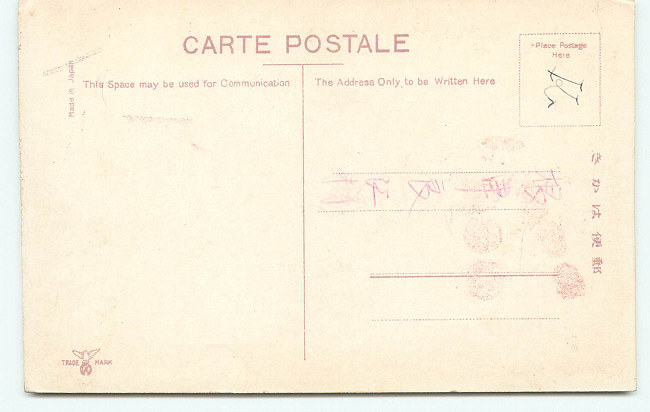 CARTE POSTALE
Place Postage
Here
Made in Japan
This Space may be used for Communication
The Address Only to be Written Here
郵便はかき
TRADE MARK